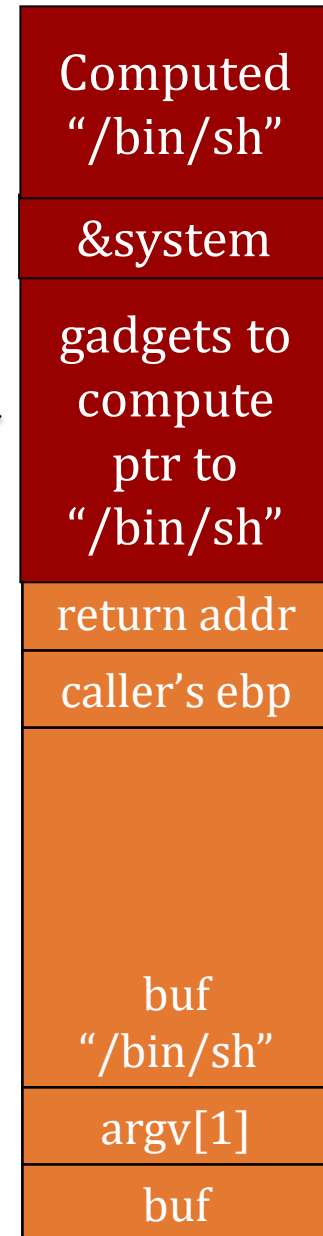 Computed
“/bin/sh”
&system
gadgets to
compute
ptr to
“/bin/sh”
return addr
caller’s ebp
buf
“/bin/sh”
argv[1]
buf